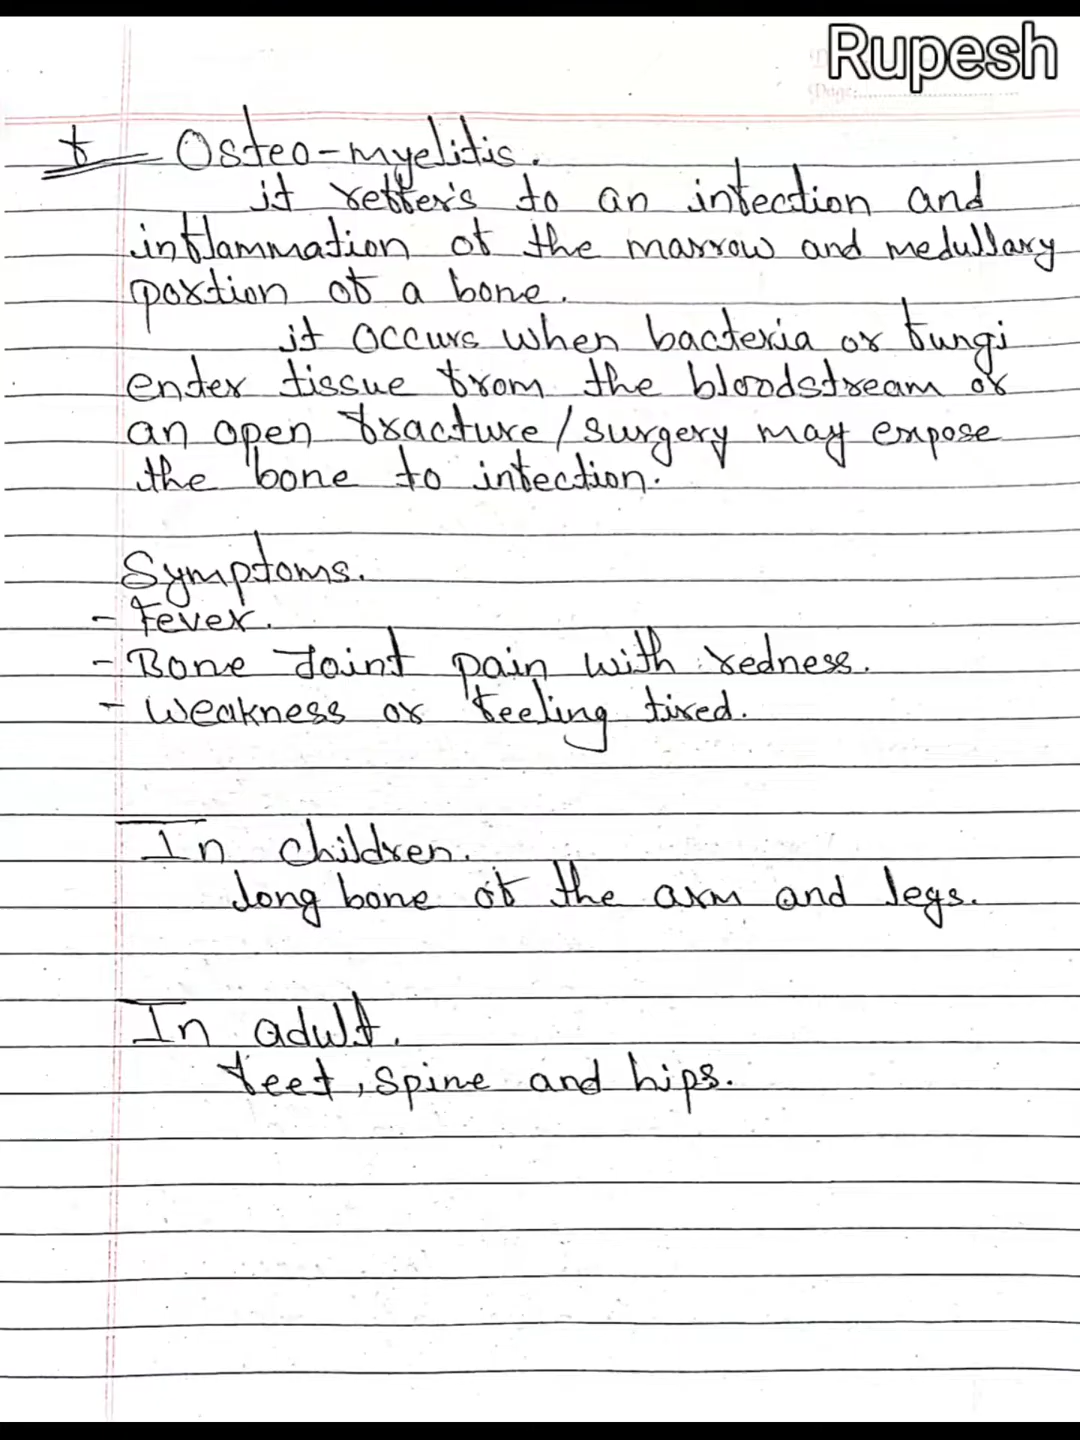 Rupesh
* Osteo-myelitis.
it reffer's to an infection and
inflammation of the marrow and medullary
portion of a bone.
it occurs when bacteria or fungi
enter tissue from the bloodstream or
an open fracture/surgery may expose
the bone to infection.
Symptoms.
- Fever.
- Bone Joint pain with redness.
- Weakness or feeling tired.
In children.
long bone of the arm and legs.
In adult.
feet, spine and hips.